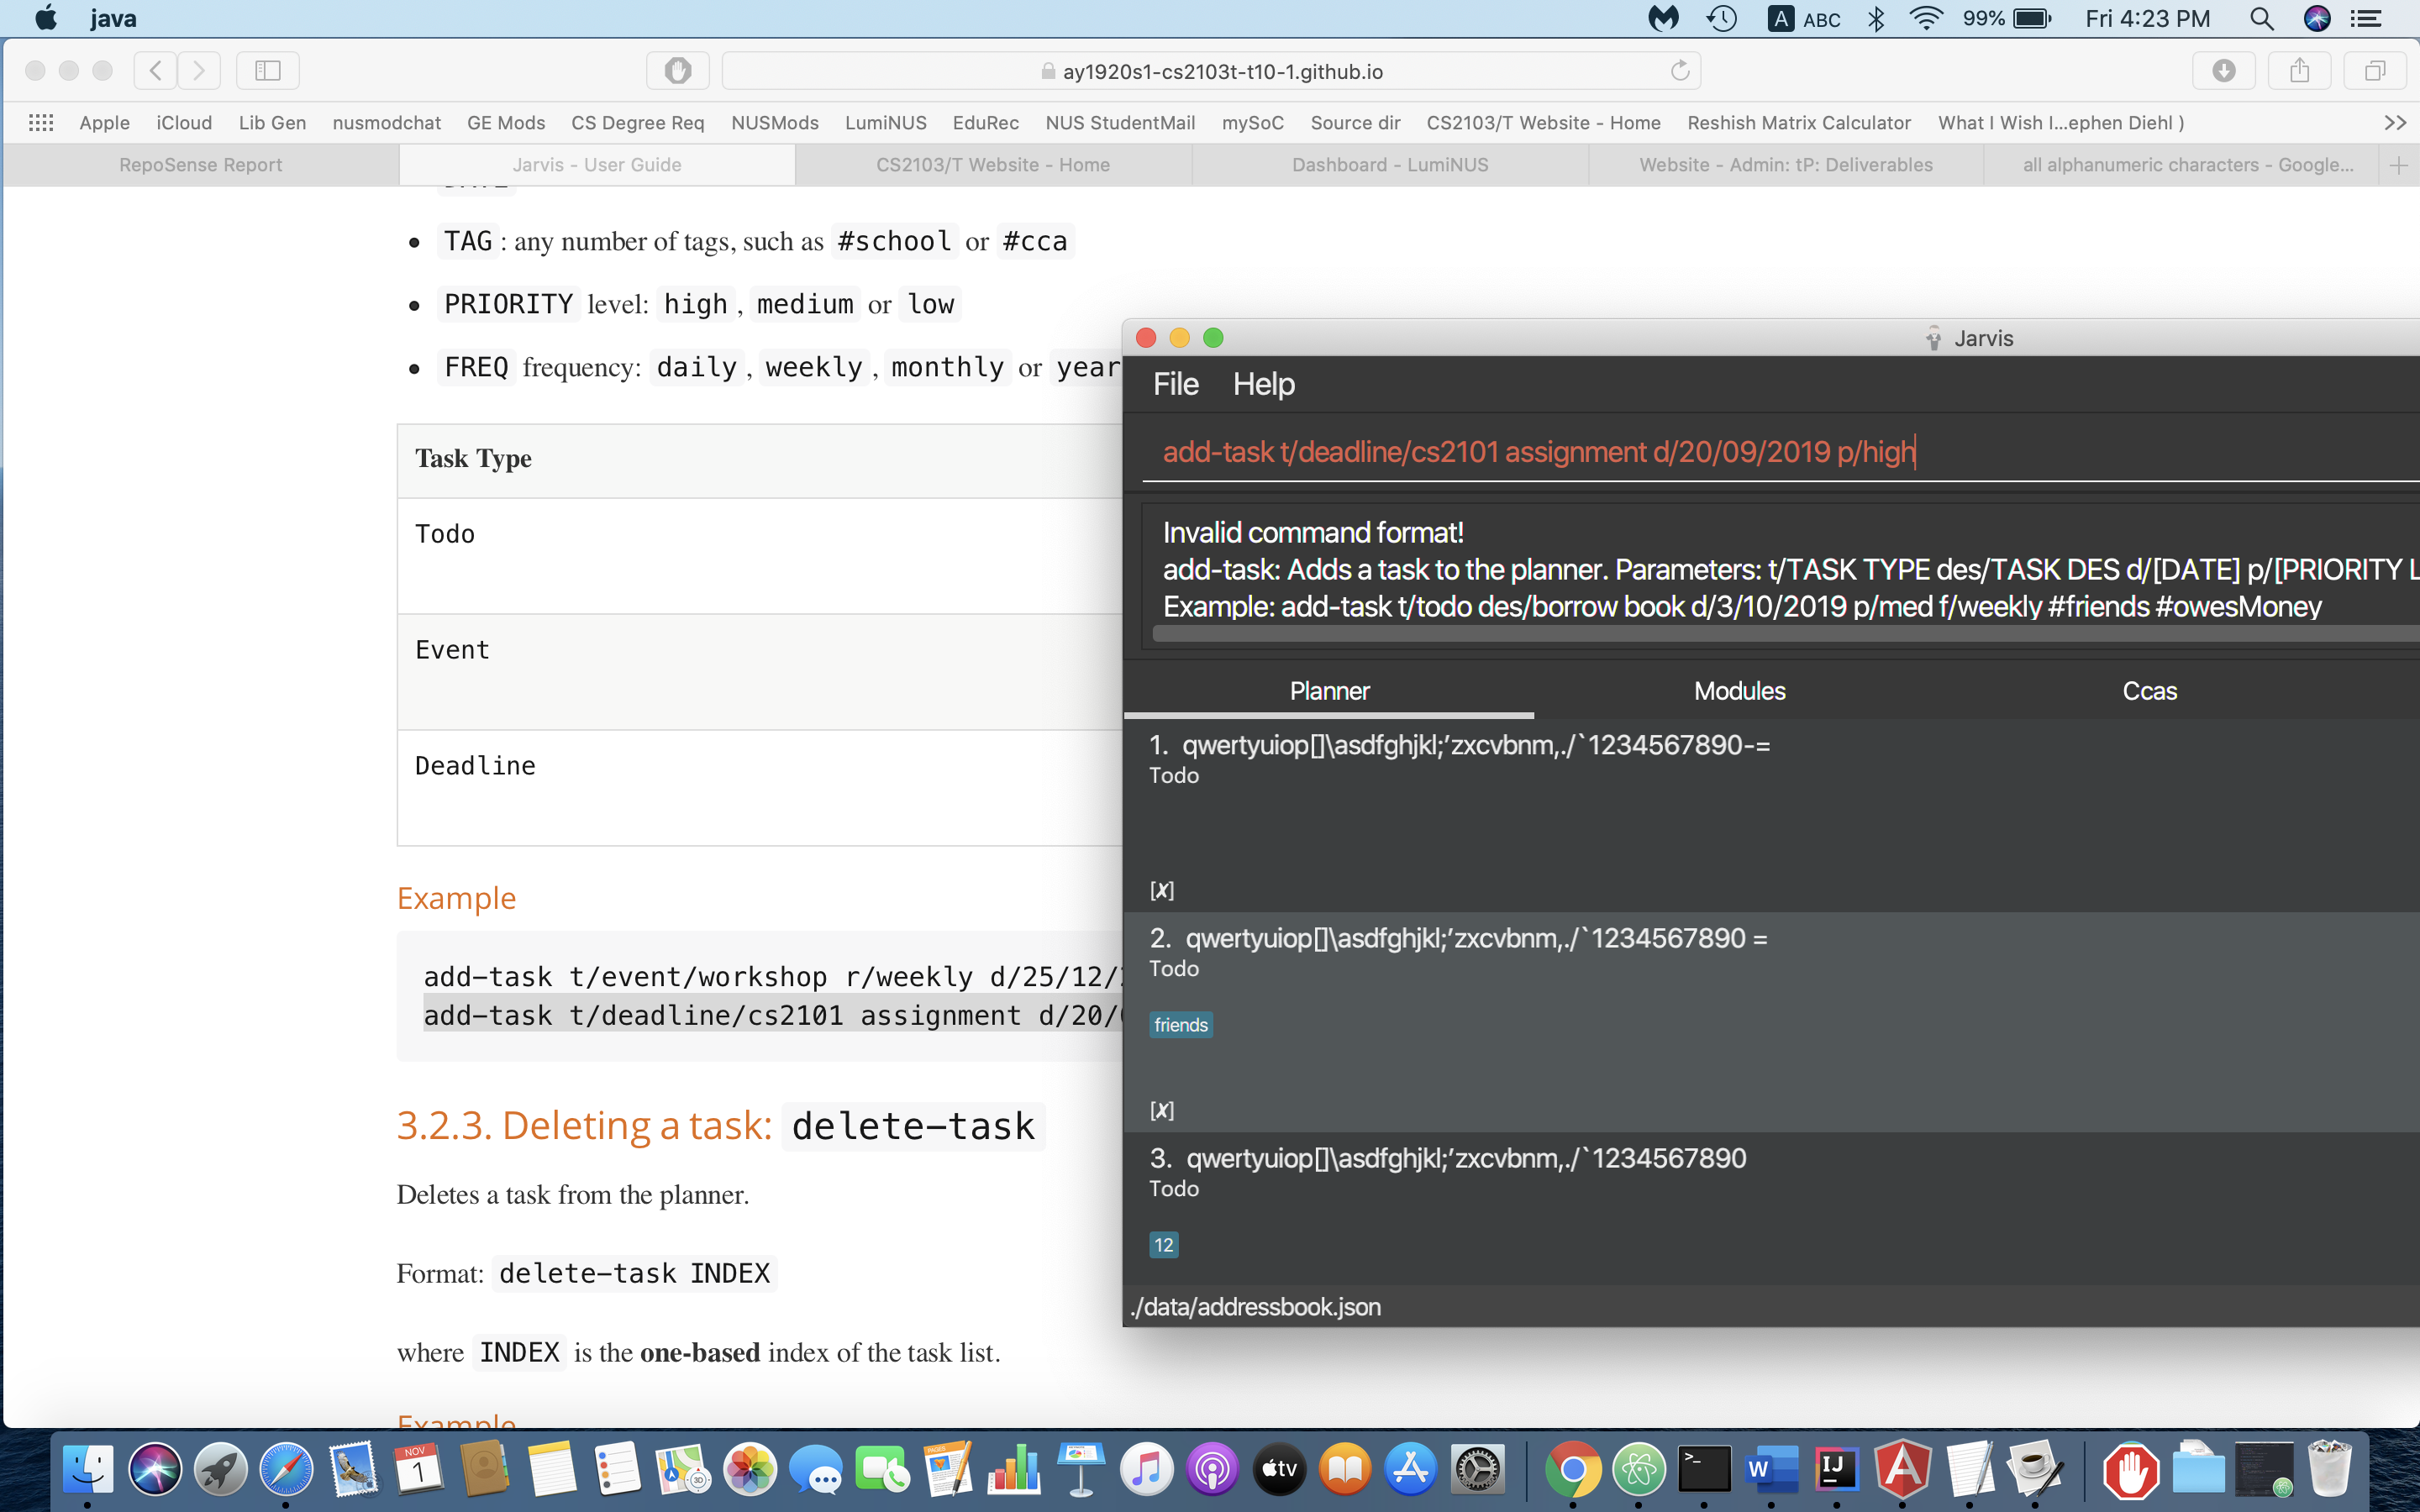 java
ABC
99%
Fri 4:23 PM
ay1920s1-cs2103t-t10-1.github.io
Apple iCloud Lib Gen nusmodchat GE Mods CS Degree Req NUSMods LumiNUS EduRec NUS StudentMail mySoC Source dir CS2103/T Website - Home Reshish Matrix Calculator What I Wish I...ephen Diehl )
RepoSense Report
Jarvis - User Guide
CS2103/T Website - Home
Dashboard - LumiNUS
Website - Admin: tP: Deliverables
all alphanumeric characters - Google...
TAG : any number of tags, such as #school or #cca
PRIORITY level: high , medium or low
FREQ frequency: daily , weekly , monthly or year
Task Type
Todo
Event
Deadline
Example
add-task t/event/workshop r/weekly d/25/12/
add-task t/deadline/cs2101 assignment d/20/
3.2.3. Deleting a task: delete-task
Deletes a task from the planner.
Format: delete-task INDEX
where INDEX is the one-based index of the task list.
Example
Jarvis
File Help
add-task t/deadline/cs2101 assignment d/20/09/2019 p/high
Invalid command format!
add-task: Adds a task to the planner. Parameters: t/TASK TYPE des/TASK DES d/[DATE] p/[PRIORITY L
Example: add-task t/todo des/borrow book d/3/10/2019 p/med f/weekly #friends #owesMoney
Planner Modules Ccas
1. qwertyuiop[]\asdfghjkl;'zxcvbnm,./`1234567890-=
Todo
[✗]
2. qwertyuiop[]\asdfghjkl;'zxcvbnm,./`1234567890 =
Todo
friends
[✗]
3. qwertyuiop[]\asdfghjkl;'zxcvbnm,./`1234567890
Todo
12
./data/addressbook.json
NOV
1
PAGES
3D
tv
>_
W
IJ